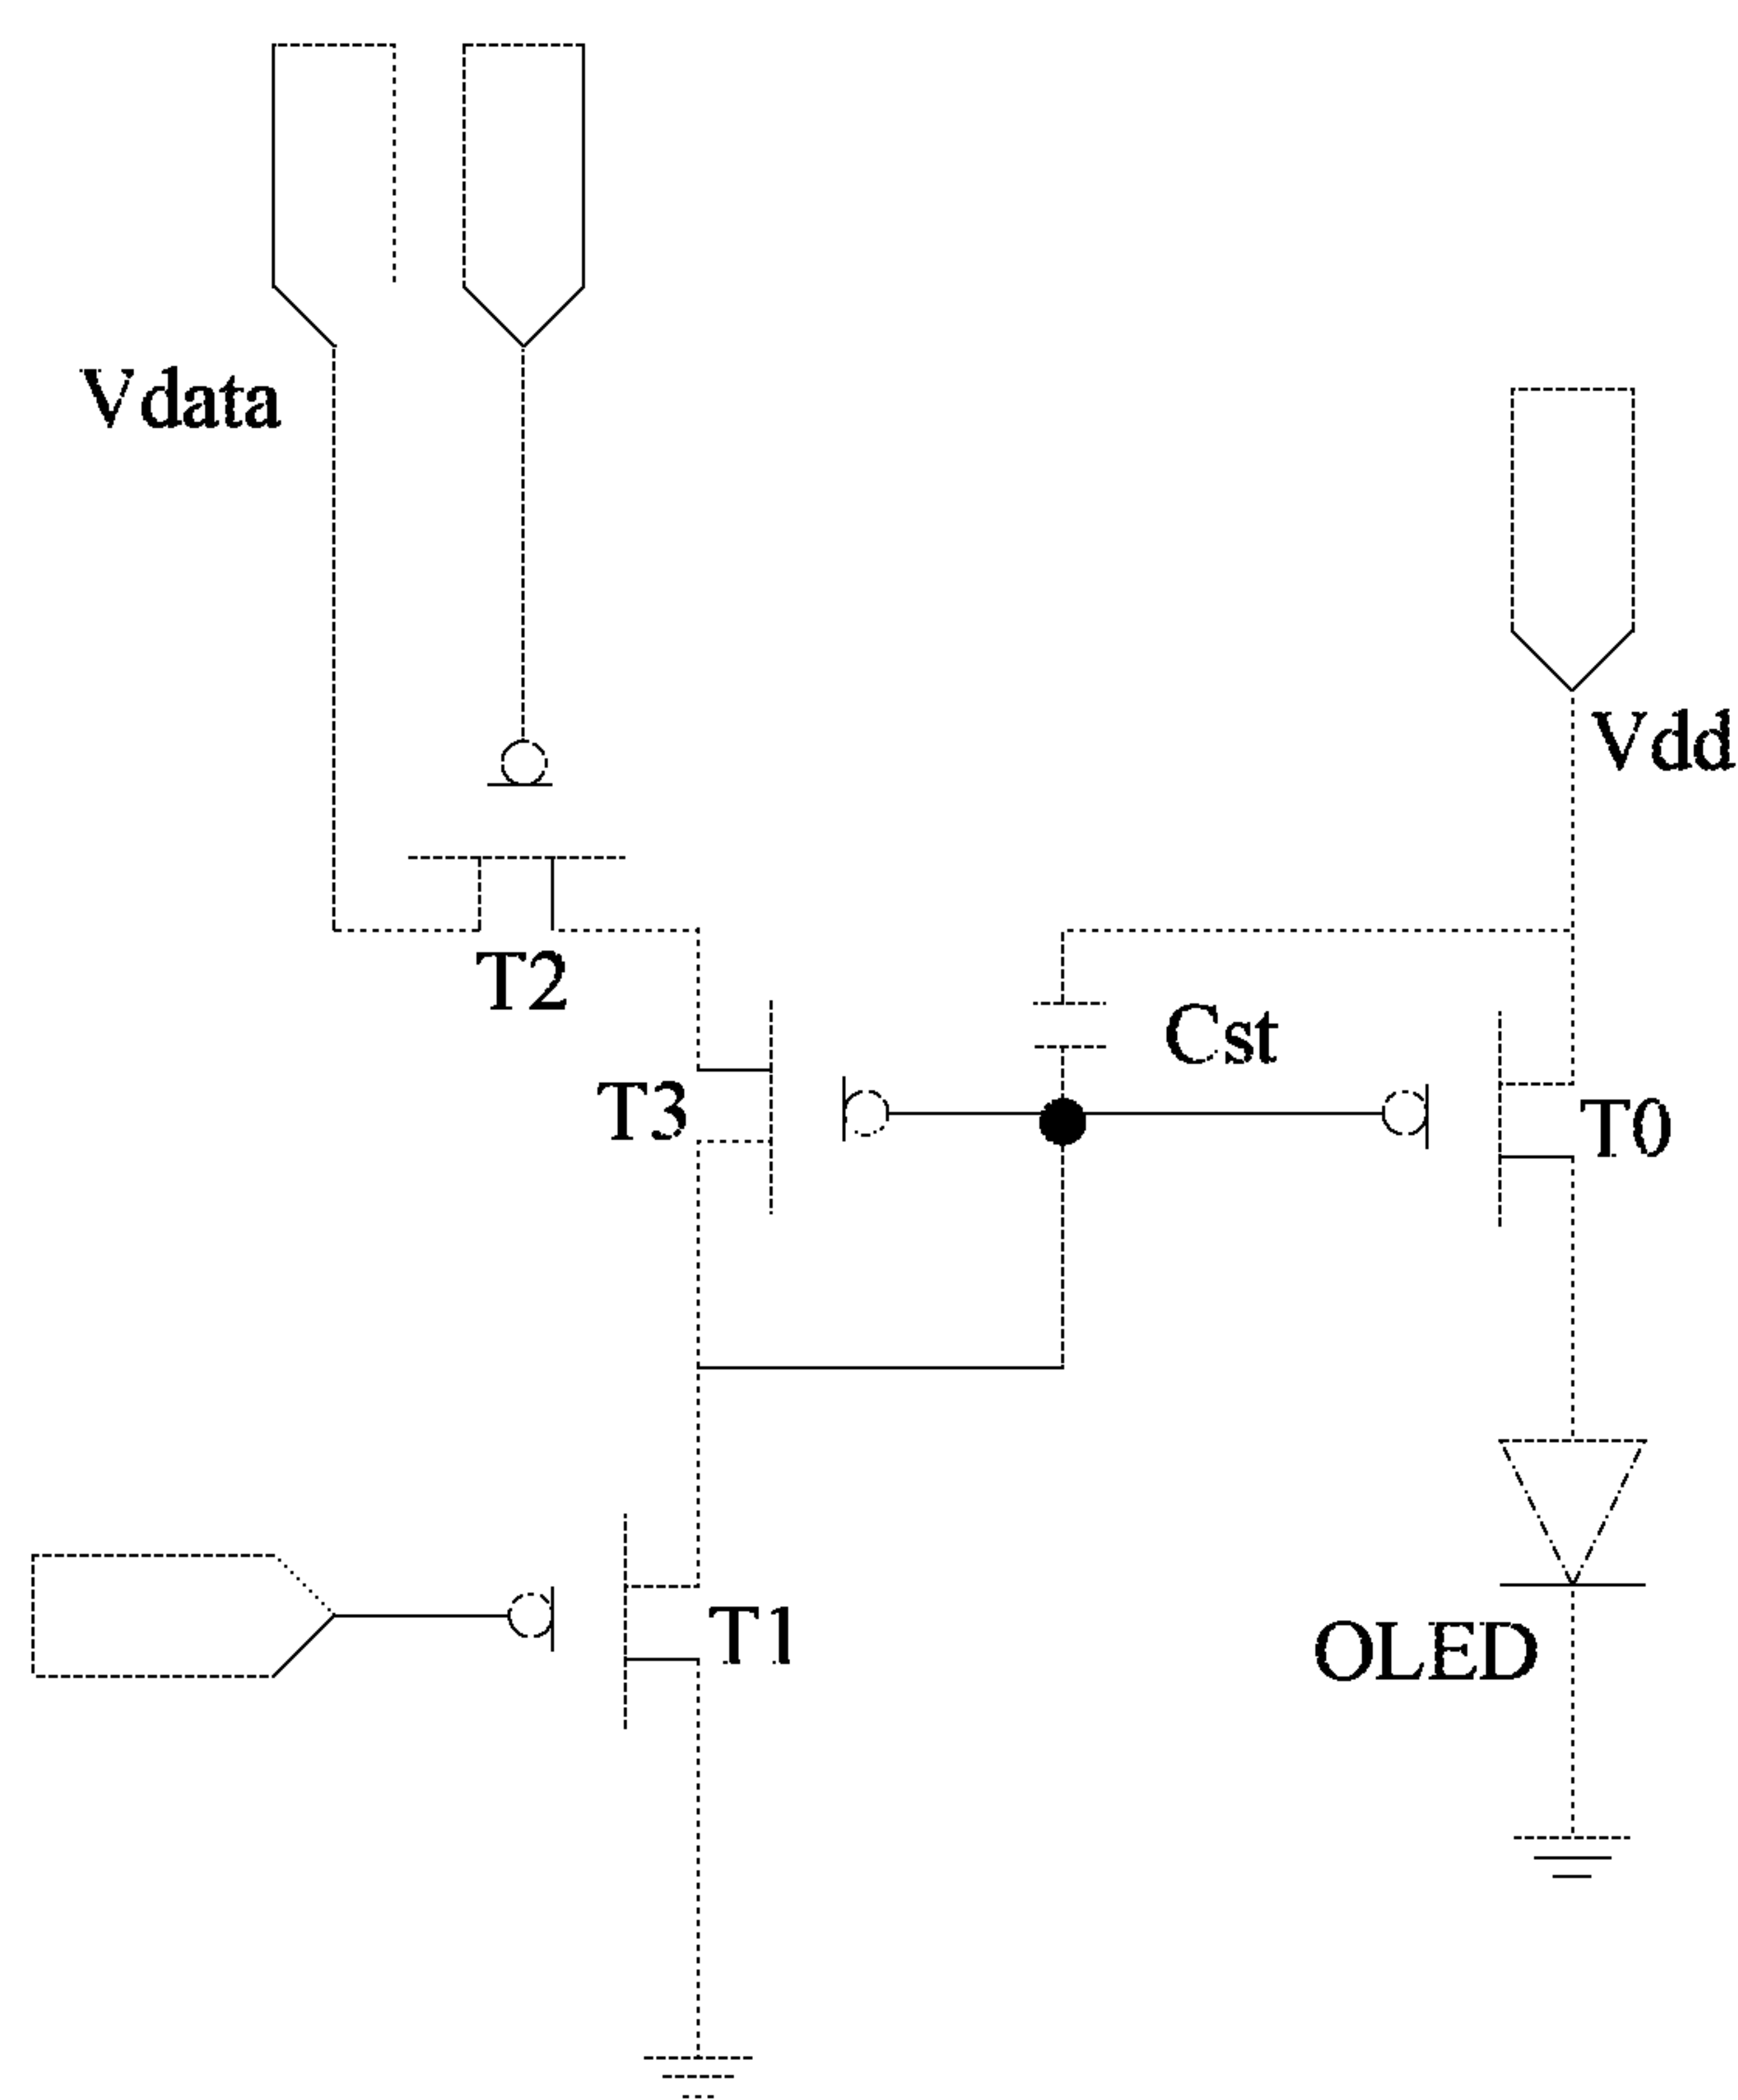 Vdata
Vdd
T2
Cst
T3
T0
T1
OLED